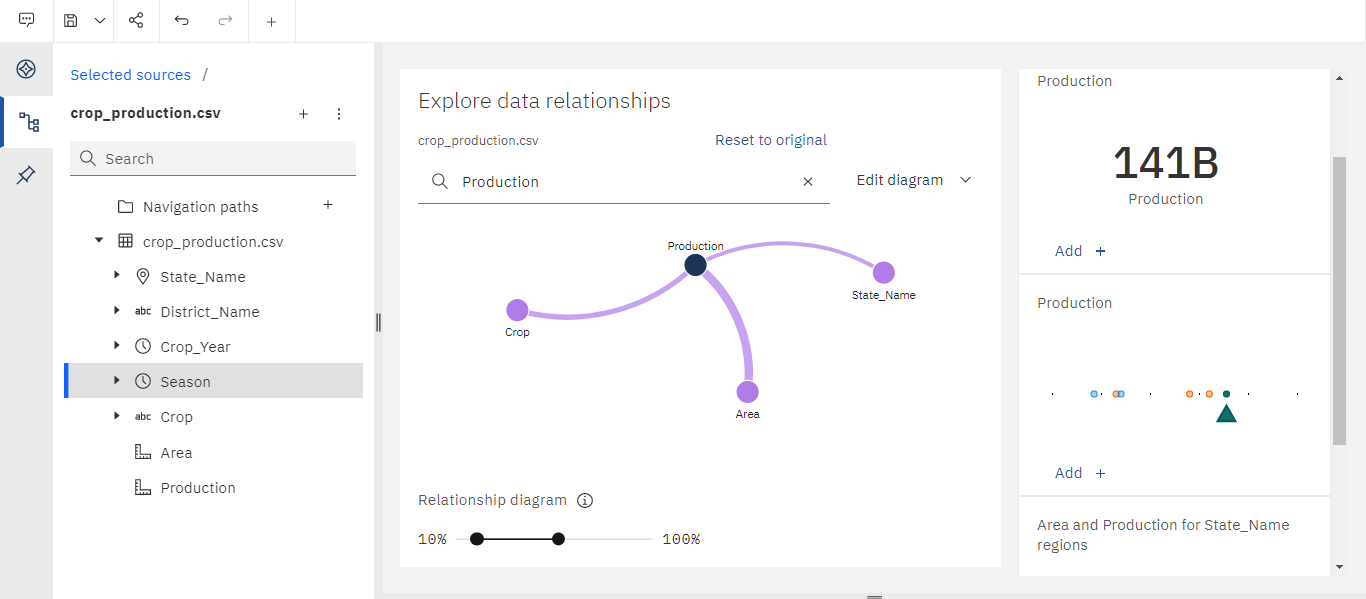 Selected sources /
crop_production.csv
Search
Navigation paths
crop_production.csv
State_Name
abc District_Name
Crop_Year
Season
abc Crop
Area
Production
Explore data relationships
crop_production.csv
Reset to original
Production
Edit diagram
Production
State_Name
Crop
Area
Relationship diagram
10% 100%
Production
141B
Production
Add +
Production
Add +
Area and Production for State_Name
regions